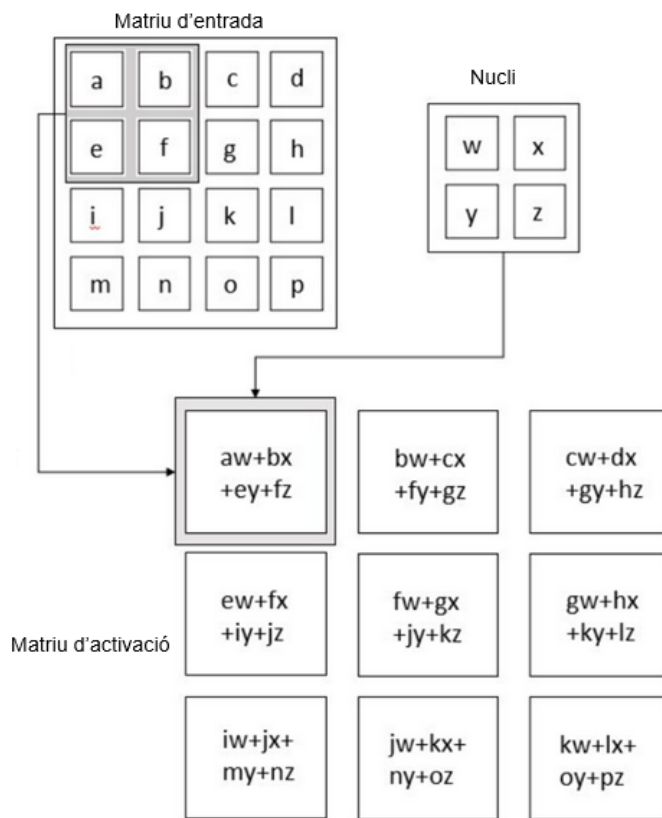 Matriu d'entrada
Nucli
a b c d
e f g h
i j k l
m n o p
w x
y z
aw+bx
+ey+fz
bw+cx
+fy+gz
cw+dx
+gy+hz
ew+fx
+iy+jz
fw+gx
+jy+kz
gw+hx
+ky+lz
Matriu d'activació
iw+jx+
my+nz
jw+kx+
ny+oz
kw+lx+
oy+pz